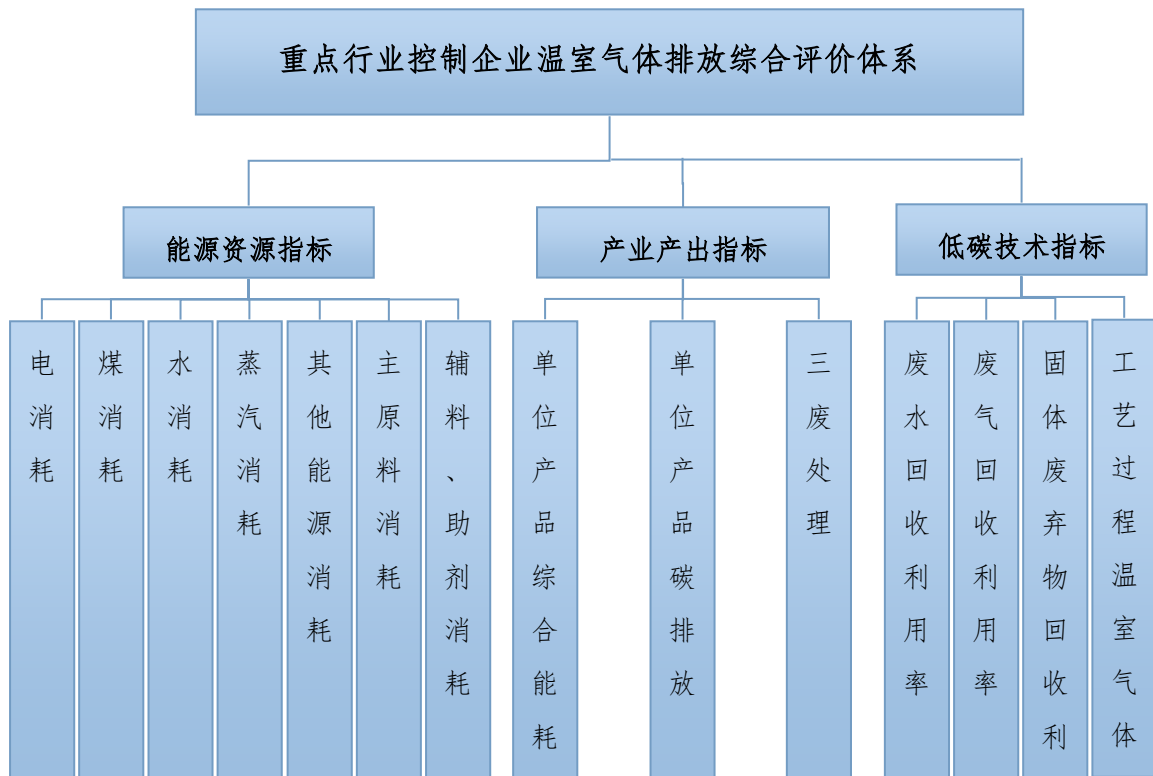 重点行业控制企业温室气体排放综合评价体系
能源资源指标
产业产出指标
低碳技术指标
电消耗
煤消耗
水消耗
蒸汽消耗
其他能源消耗
主原料消耗
辅料、助剂消耗
单位产品综合能耗
单位产品碳排放
三废处理
废水回收利用率
废气回收利用率
固体废弃物回收利
工艺过程温室气体